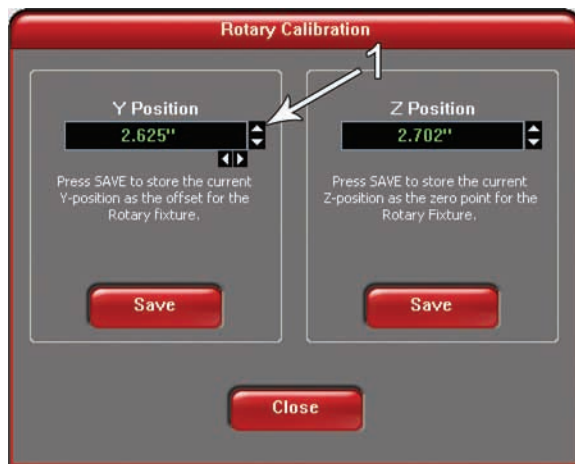 Rotary Calibration
1
Y Position
2.625"
Press SAVE to store the current
Y-position as the offset for the
Rotary fixture.
Save
Z Position
2.702"
Press SAVE to store the current
Z-position as the zero point for the
Rotary Fixture.
Save
Close